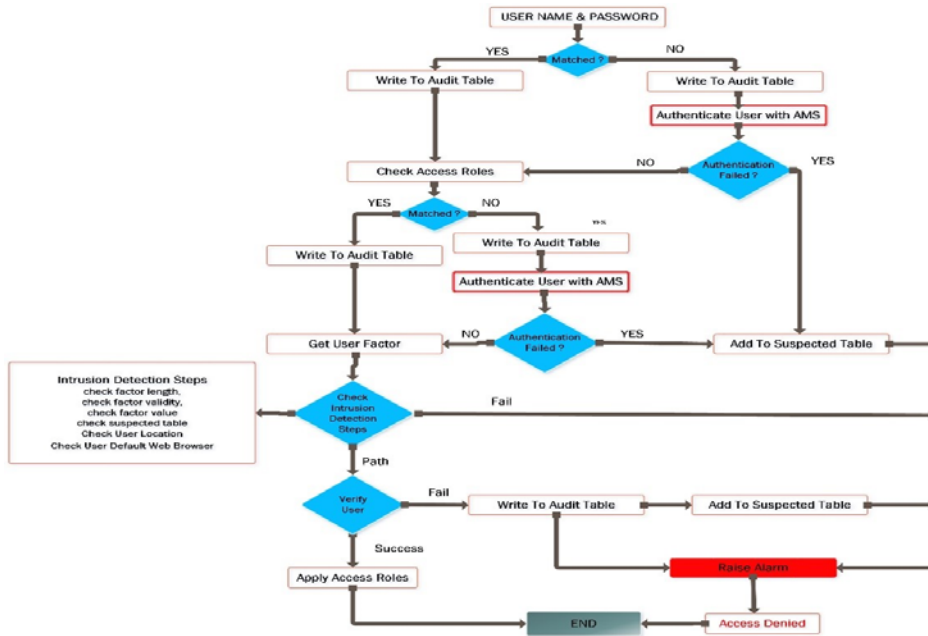 USER NAME & PASSWORD
YES
Matched ?
NO
Write To Audit Table
Write To Audit Table
Authenticate User with AMS
NO
Authentication
Failed ?
YES
Check Access Roles
YES
Matched ?
NO
Write To Audit Table
Write To Audit Table
Authenticate User with AMS
Get User Factor
NO
Authentication
Failed ?
YES
Add To Suspected Table
Intrusion Detection Steps
check factor length,
check factor validity,
check factor value
check suspected table
Check User Location
Check User Default Web Browser
Check
Intrusion
Detection
Steps
Fail
Path
Verify
User
Fail
Write To Audit Table
Add To Suspected Table
Success
Apply Access Roles
Raise Alarm
END
Access Denied